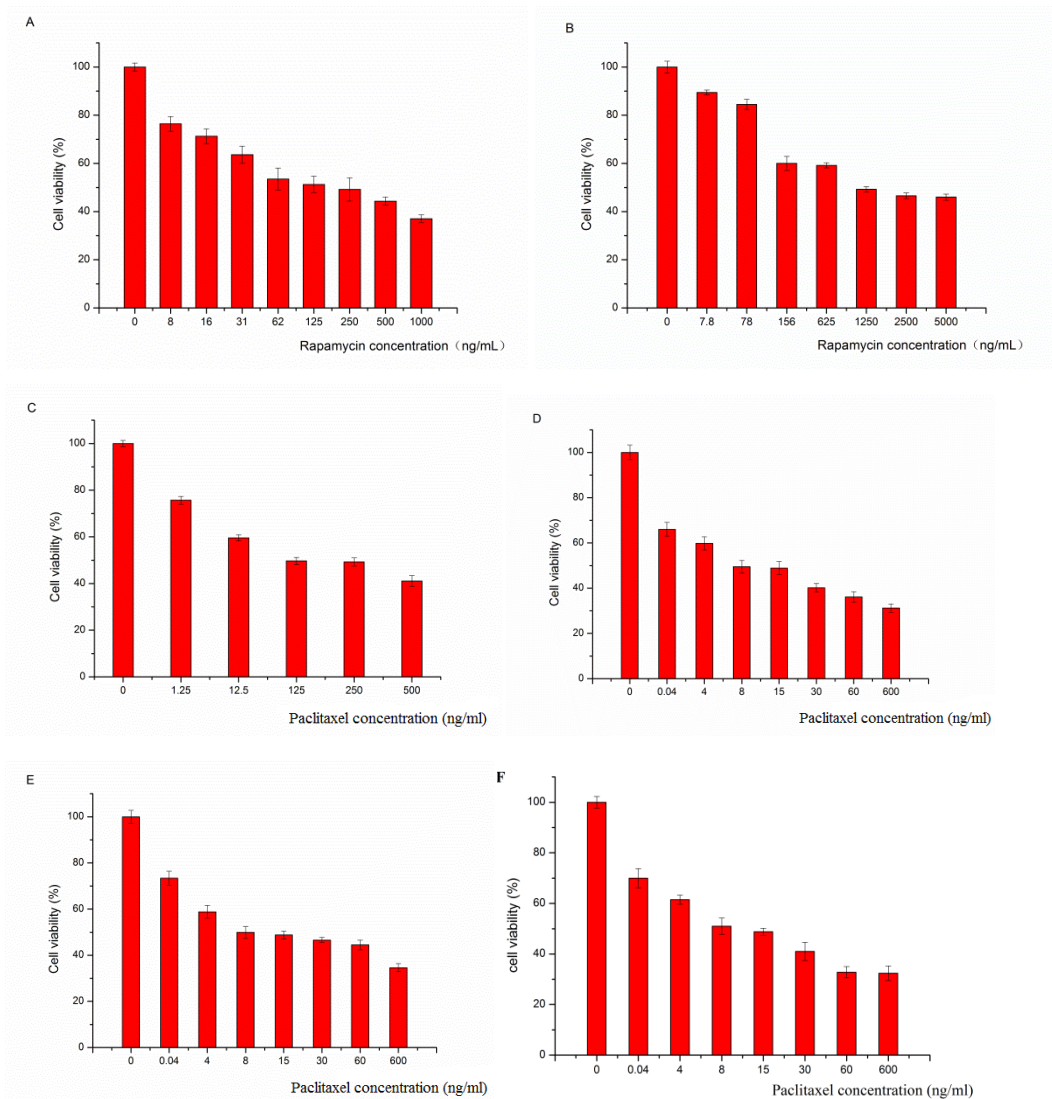 A
Cell viability (%)
100
80
60
40
20
0
0 8 16 31 62 125 250 500 1000
Rapamycin concentration（ng/mL）
B
Cell viability (%)
100
80
60
40
20
0
0 7.8 78 156 625 1250 2500 5000
Rapamycin concentration（ng/mL）
C
Cell viability (%)
100
80
60
40
20
0
0 1.25 12.5 125 250 500
Paclitaxel concentration (ng/ml)
D
Cell viability (%)
100
80
60
40
20
0
0 0.04 4 8 15 30 60 600
Paclitaxel concentration (ng/ml)
E
Cell viability (%)
100
80
60
40
20
0
0 0.04 4 8 15 30 60 600
Paclitaxel concentration (ng/ml)
F
cell viability (%)
100
80
60
40
20
0
0 0.04 4 8 15 30 60 600
Paclitaxel concentration (ng/ml)